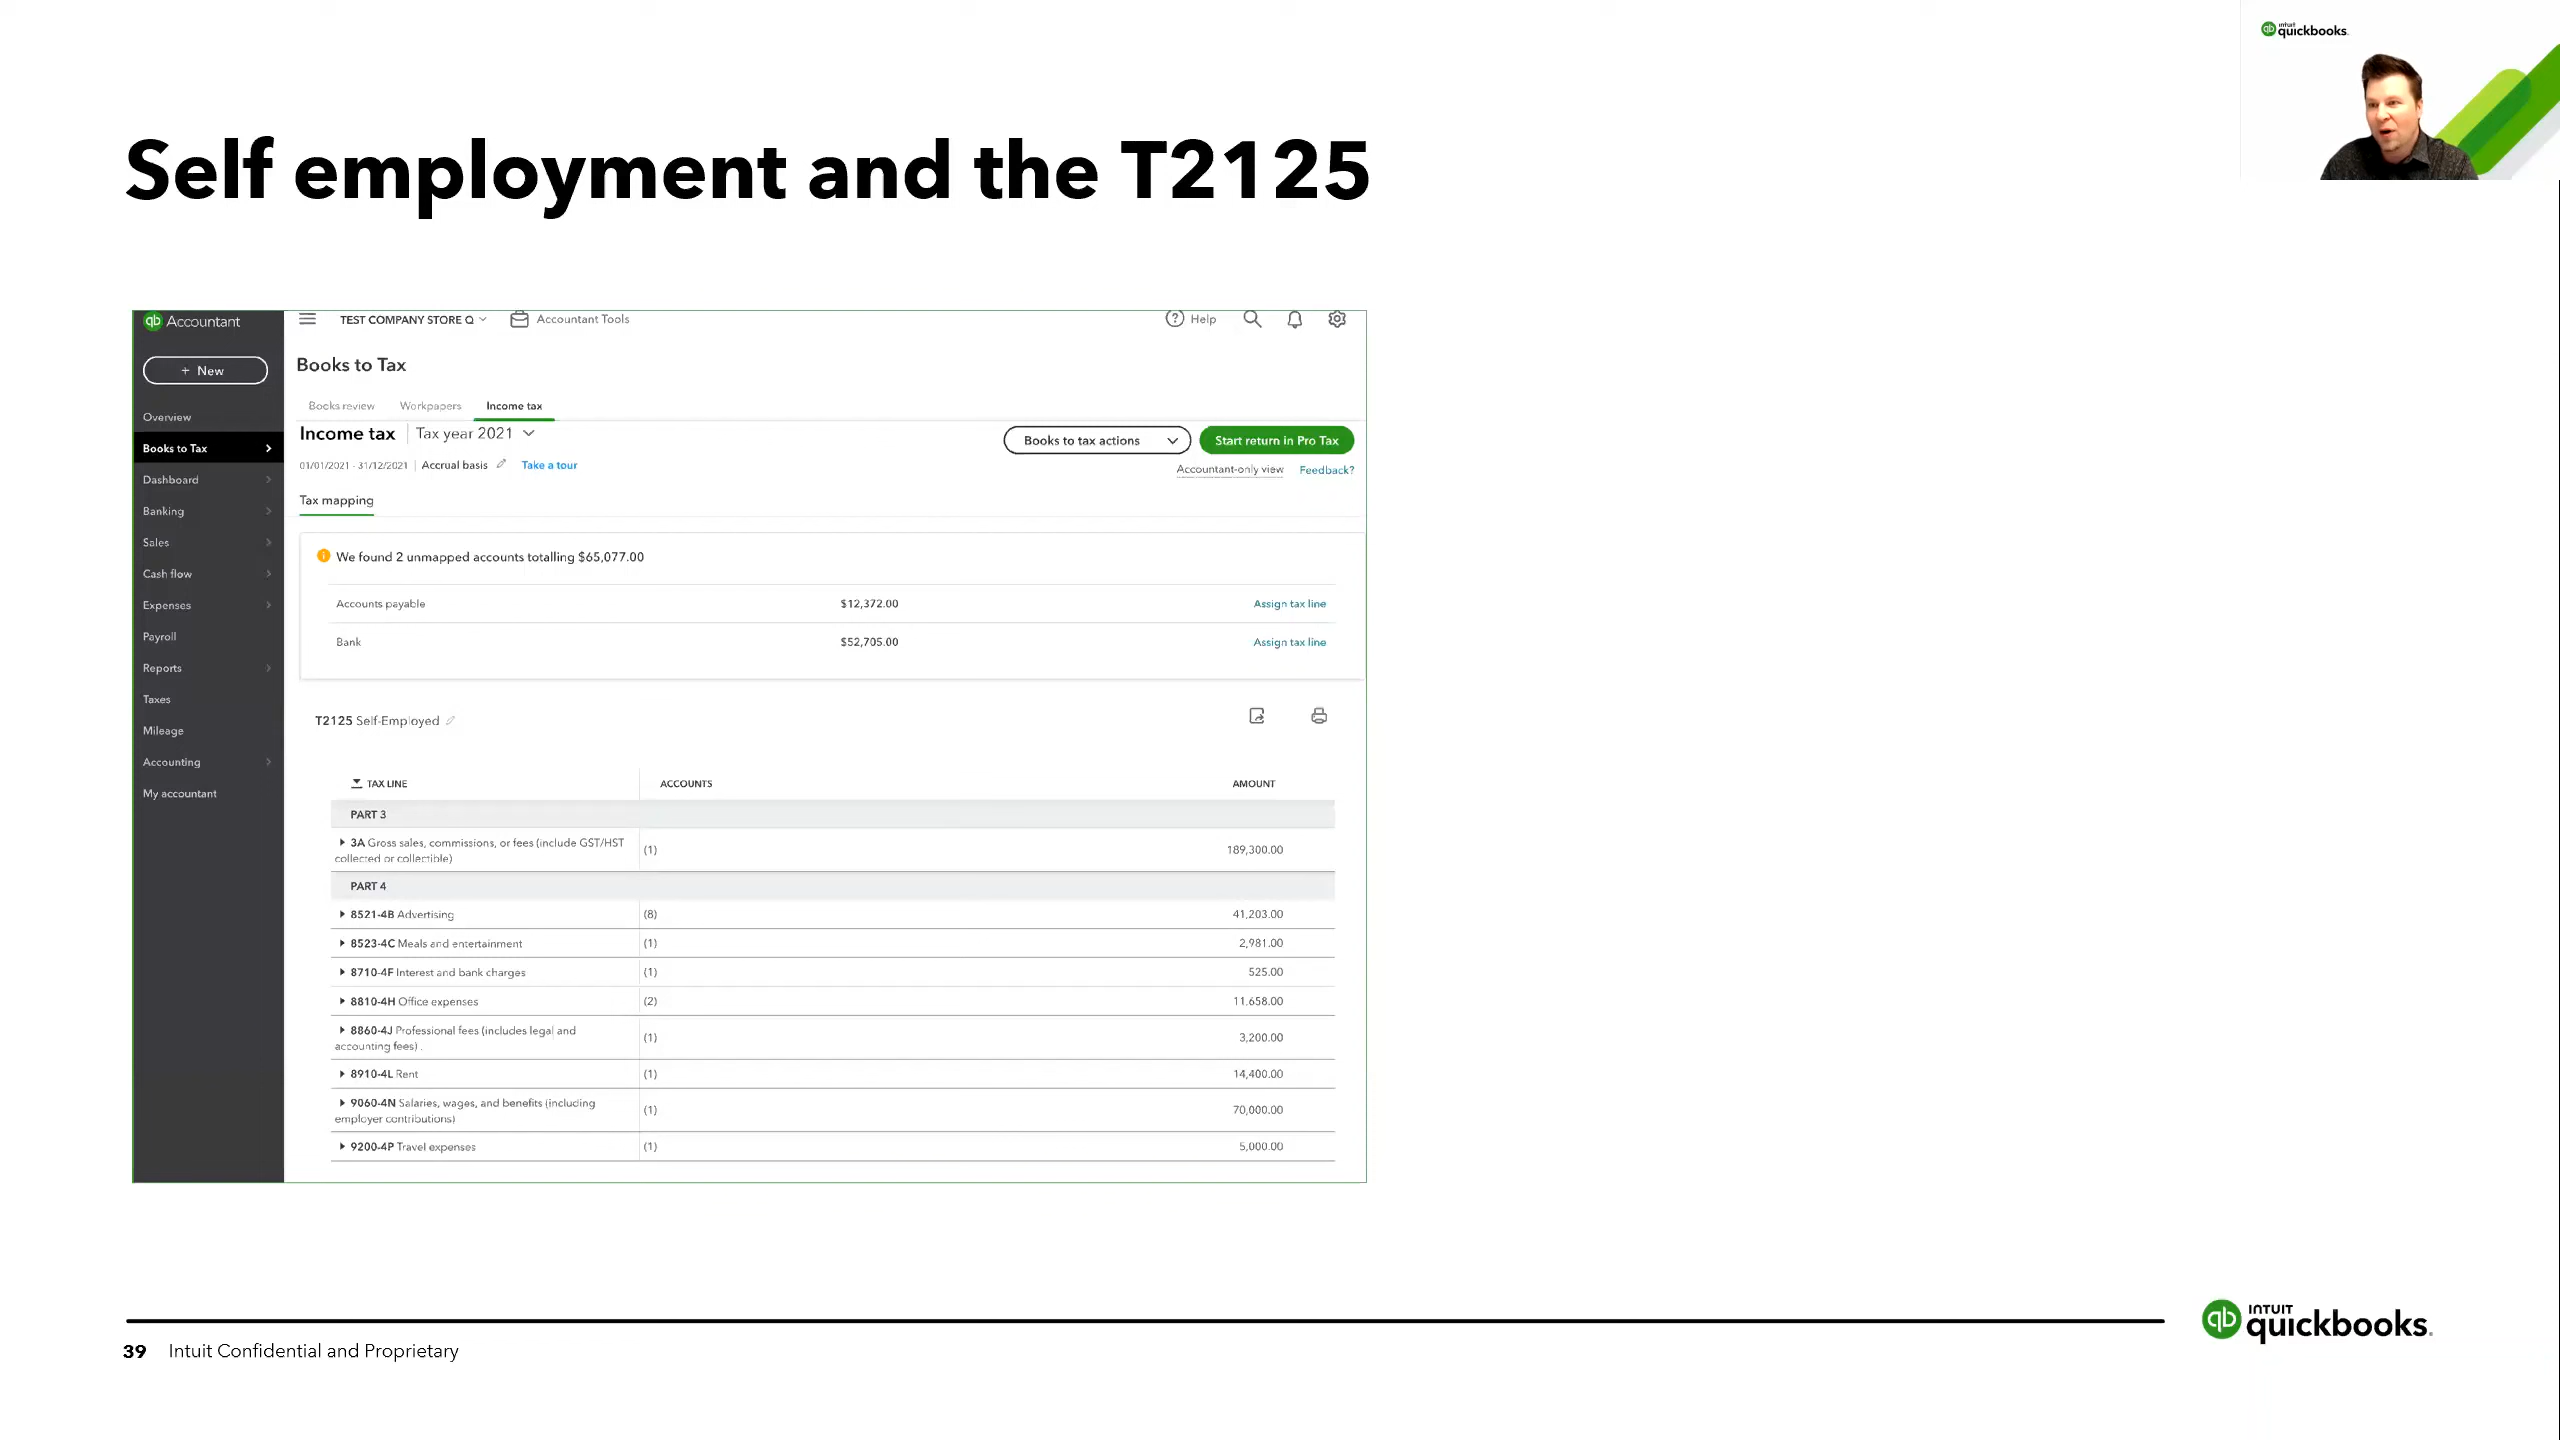 intuit
quickbooks.
Self employment and the T2125
qb Accountant
TEST COMPANY STORE Q
Accountant Tools
Help
+ New
Books to Tax
Overview
Books to Tax
Dashboard
Banking
Sales
Cash flow
Expenses
Payroll
Reports
Taxes
Mileage
Accounting
My accountant
Books review Workpapers Income tax
Income tax Tax year 2021
Books to tax actions
Start return in Pro Tax
01/01/2021 - 31/12/2021 Accrual basis Take a tour
Accountant-only view Feedback?
Tax mapping
We found 2 unmapped accounts totalling $65,077.00
Accounts payable $12,372.00 Assign tax line
Bank $52,705.00 Assign tax line
T2125 Self-Employed
TAX LINE ACCOUNTS AMOUNT
PART 3
3A Gross sales, commissions, or fees (include GST/HST
collected or collectible) (1) 189,300.00
PART 4
8521-4B Advertising (8) 41,203.00
8523-4C Meals and entertainment (1) 2,981.00
8710-4F Interest and bank charges (1) 525.00
8810-4H Office expenses (2) 11,658.00
8860-4J Professional fees (includes legal and
accounting fees) . (1) 3,200.00
8910-4L Rent (1) 14,400.00
9060-4N Salaries, wages, and benefits (including
employer contributions) (1) 70,000.00
9200-4P Travel expenses (1) 5,000.00
39 Intuit Confidential and Proprietary
qb INTUIT
quickbooks.